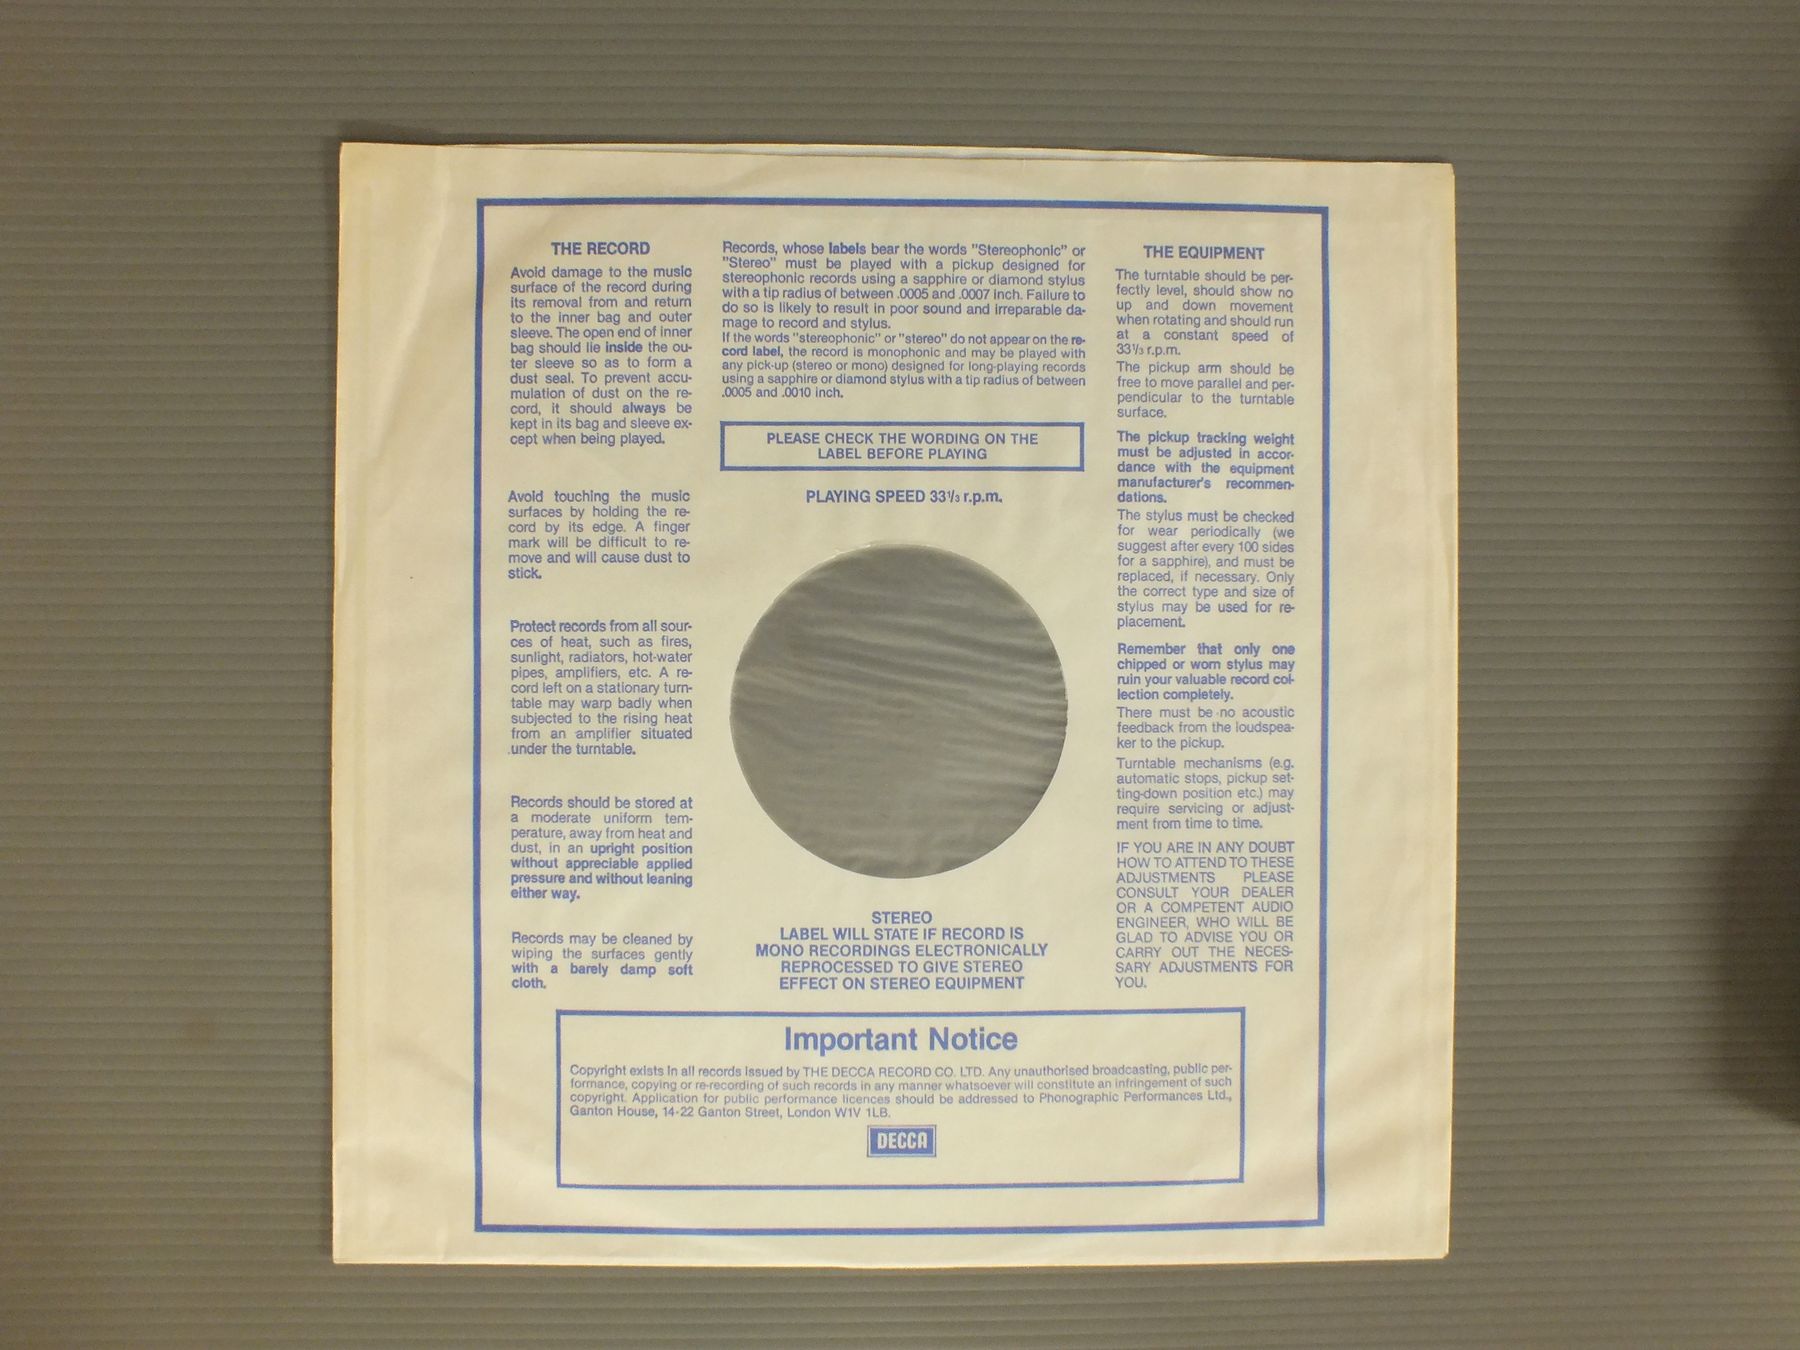 THE RECORD
Avoid damage to the music
surface of the record during
its removal from and return
to the inner bag and outer
sleeve. The open end of inner
bag should lie inside the ou-
ter sleeve so as to form a
dust seal. To prevent accu-
mulation of dust on the re-
cord, it should always be
kept in its bag and sleeve ex-
cept when being played.
Avoid touching the music
surfaces by holding the re-
cord by its edge. A finger
mark will be difficult to re-
move and will cause dust to
stick.
Protect records from all sour-
ces of heat, such as fires,
sunlight, radiators, hot-water
pipes, amplifiers, etc. A re-
cord left on a stationary turn-
table may warp badly when
subjected to the rising heat
from an amplifier situated
under the turntable.
Records should be stored at
a moderate uniform tem-
perature, away from heat and
dust, in an upright position
without appreciable applied
pressure and without leaning
either way.
Records may be cleaned by
wiping the surfaces gently
with a barely damp soft
cloth.
Records, whose labels bear the words "Stereophonic" or
"Stereo" must be played with a pickup designed for
stereophonic records using a sapphire or diamond stylus
with a tip radius of between .0005 and .0007 inch. Failure to
do so is likely to result in poor sound and irreparable da-
mage to record and stylus.
If the words "stereophonic" or "stereo" do not appear on the re-
cord label, the record is monophonic and may be played with
any pick-up (stereo or mono) designed for long-playing records
using a sapphire or diamond stylus with a tip radius of between
.0005 and .0010 inch.
PLEASE CHECK THE WORDING ON THE
LABEL BEFORE PLAYING
PLAYING SPEED 33⅓ r.p.m.
STEREO
LABEL WILL STATE IF RECORD IS
MONO RECORDINGS ELECTRONICALLY
REPROCESSED TO GIVE STEREO
EFFECT ON STEREO EQUIPMENT
THE EQUIPMENT
The turntable should be per-
fectly level, should show no
up and down movement
when rotating and should run
at a constant speed of
33⅓ r.p.m.
The pickup arm should be
free to move parallel and per-
pendicular to the turntable
surface.
The pickup tracking weight
must be adjusted in accor-
dance with the equipment
manufacturer's recommen-
dations.
The stylus must be checked
for wear periodically (we
suggest after every 100 sides
for a sapphire), and must be
replaced, if necessary. Only
the correct type and size of
stylus may be used for re-
placement.
Remember that only one
chipped or worn stylus may
ruin your valuable record col-
lection completely.
There must be no acoustic
feedback from the loudspea-
ker to the pickup.
Turntable mechanisms (e.g.
automatic stops, pickup set-
ting-down position etc.) may
require servicing or adjust-
ment from time to time.
IF YOU ARE IN ANY DOUBT
HOW TO ATTEND TO THESE
ADJUSTMENTS PLEASE
CONSULT YOUR DEALER
OR A COMPETENT AUDIO
ENGINEER, WHO WILL BE
GLAD TO ADVISE YOU OR
CARRY OUT THE NECES-
SARY ADJUSTMENTS FOR
YOU.
Important Notice
Copyright exists in all records issued by THE DECCA RECORD CO. LTD. Any unauthorised broadcasting, public per-
formance, copying or re-recording of such records in any manner whatsoever will constitute an infringement of such
copyright. Application for public performance licences should be addressed to Phonographic Performances Ltd.,
Ganton House, 14-22 Ganton Street, London W1V 1LB.
DECCA